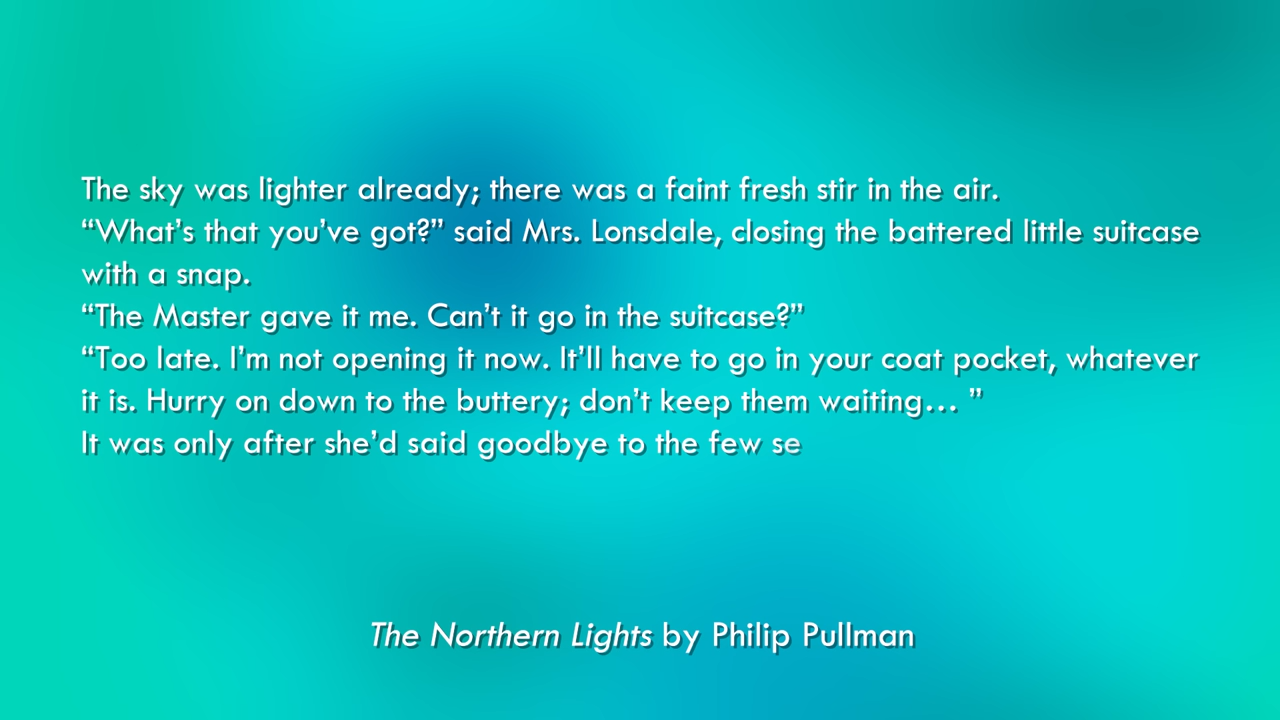 The sky was lighter already; there was a faint fresh stir in the air.
“What’s that you’ve got?” said Mrs. Lonsdale, closing the battered little suitcase
with a snap.
“The Master gave it me. Can’t it go in the suitcase?”
“Too late. I’m not opening it now. It’ll have to go in your coat pocket, whatever
it is. Hurry on down to the buttery; don’t keep them waiting… ”
It was only after she’d said goodbye to the few se
The Northern Lights by Philip Pullman